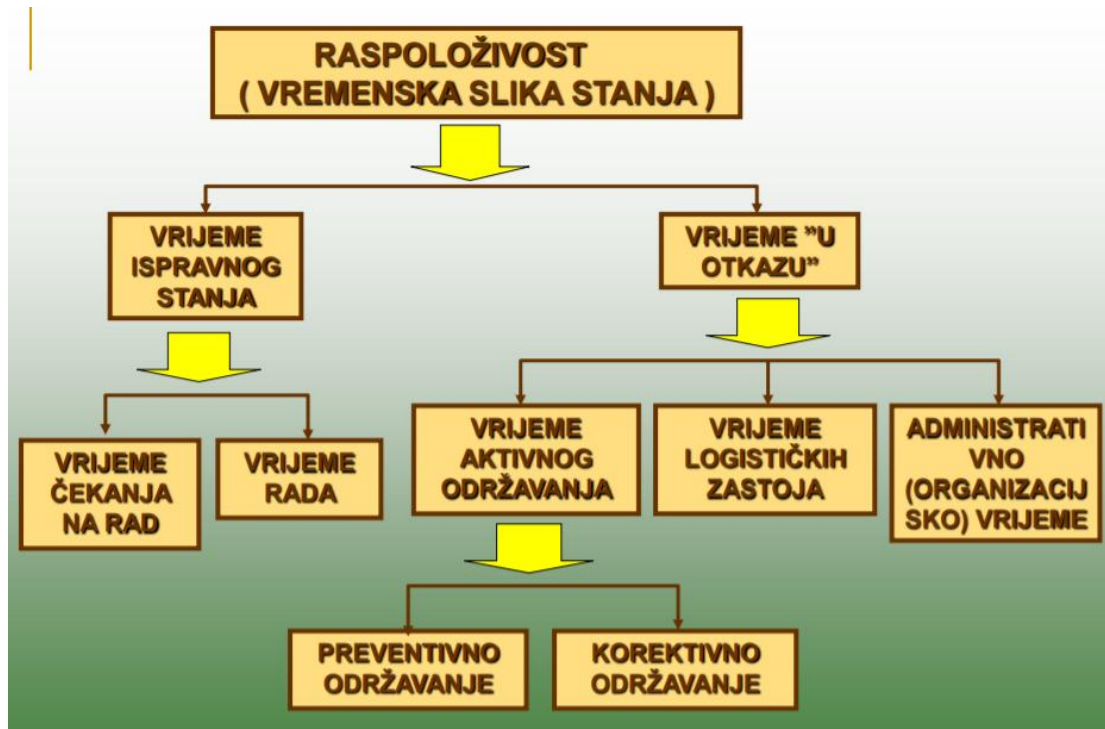 RASPOLOŽIVOST
( VREMENSKA SLIKA STANJA )
VRIJEME
ISPRAVNOG
STANJA
VRIJEME ”U
OTKAZU”
VRIJEME
ČEKANJA
NA RAD
VRIJEME
RADA
VRIJEME
AKTIVNOG
ODRŽAVANJA
VRIJEME
LOGISTIČKIH
ZASTOJA
ADMINISTRATI
VNO
(ORGANIZACIJ
SKO) VRIJEME
PREVENTIVNO
ODRŽAVANJE
KOREKTIVNO
ODRŽAVANJE